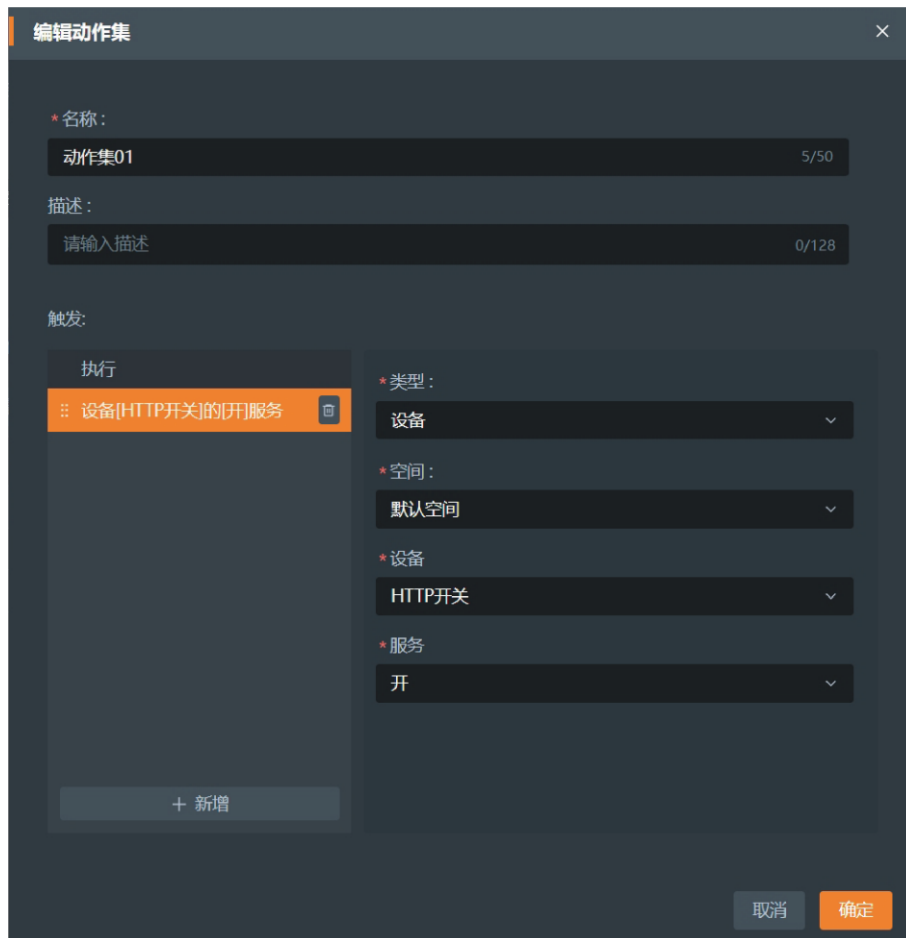 编辑动作集
*名称：
动作集01 5/50
描述：
请输入描述 0/128
触发:
执行
设备[HTTP开关]的[开]服务
+ 新增
*类型：
设备
*空间：
默认空间
*设备
HTTP开关
*服务
开
取消 确定